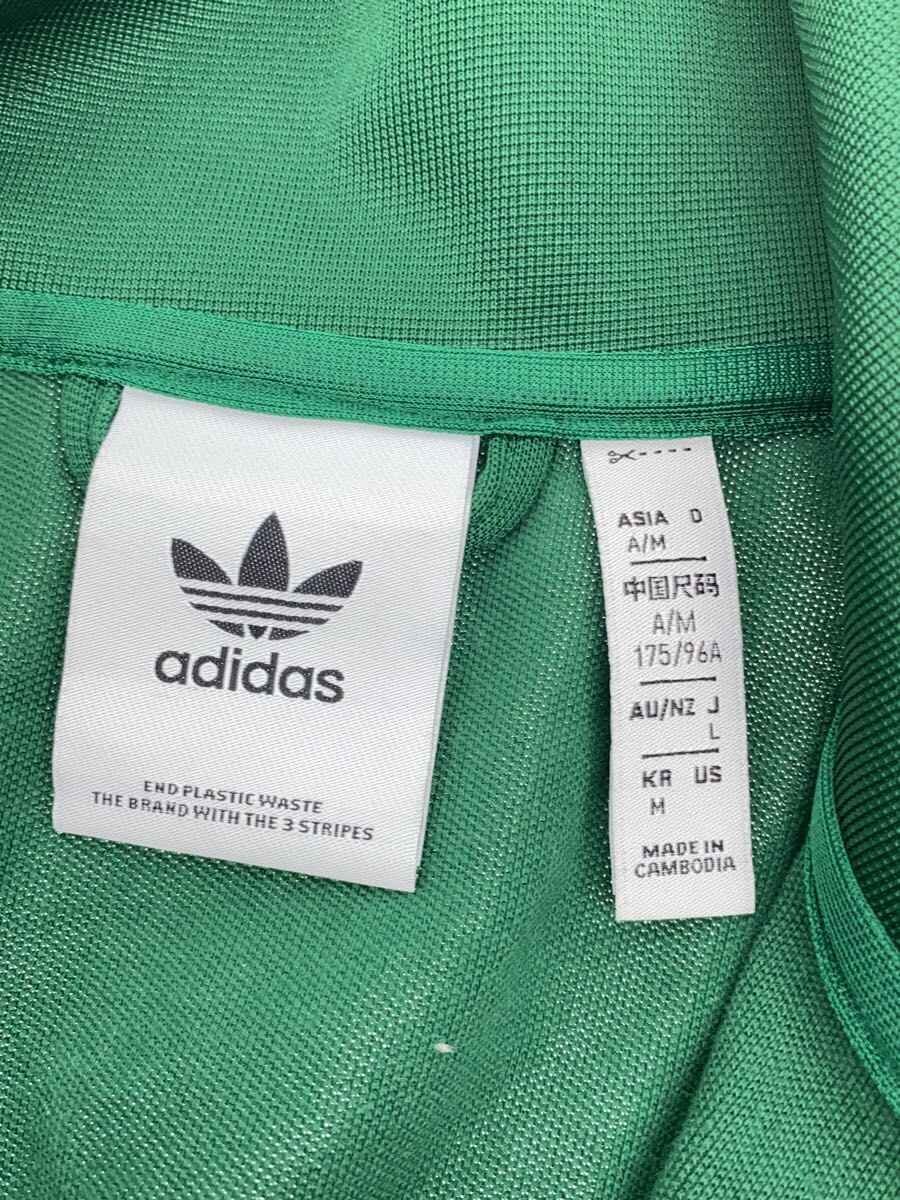 adidas
END PLASTIC WASTE
THE BRAND WITH THE 3 STRIPES
ASIA D
A/M
中国尺码
A/M
175/96A
AU/NZ J
L
KR US
M
MADE IN
CAMBODIA